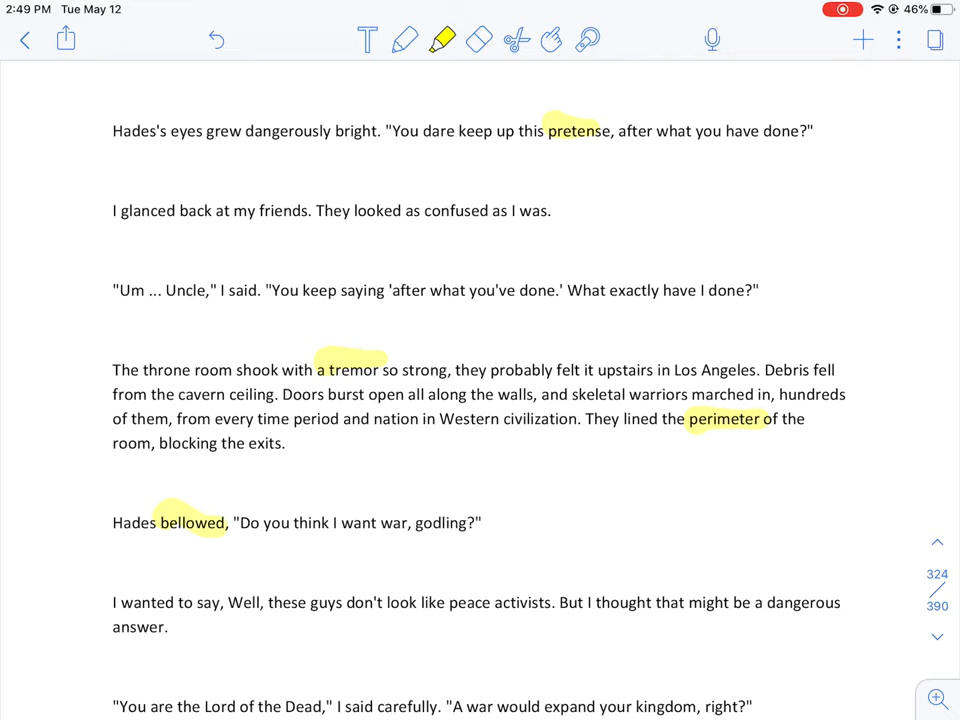 2:49 PM Tue May 12 46%
Hades's eyes grew dangerously bright. "You dare keep up this pretense, after what you have done?"
I glanced back at my friends. They looked as confused as I was.
"Um ... Uncle," I said. "You keep saying 'after what you've done.' What exactly have I done?"
The throne room shook with a tremor so strong, they probably felt it upstairs in Los Angeles. Debris fell
from the cavern ceiling. Doors burst open all along the walls, and skeletal warriors marched in, hundreds
of them, from every time period and nation in Western civilization. They lined the perimeter of the
room, blocking the exits.
Hades bellowed, "Do you think I want war, godling?"
324
390
I wanted to say, Well, these guys don't look like peace activists. But I thought that might be a dangerous
answer.
"You are the Lord of the Dead," I said carefully. "A war would expand your kingdom, right?"